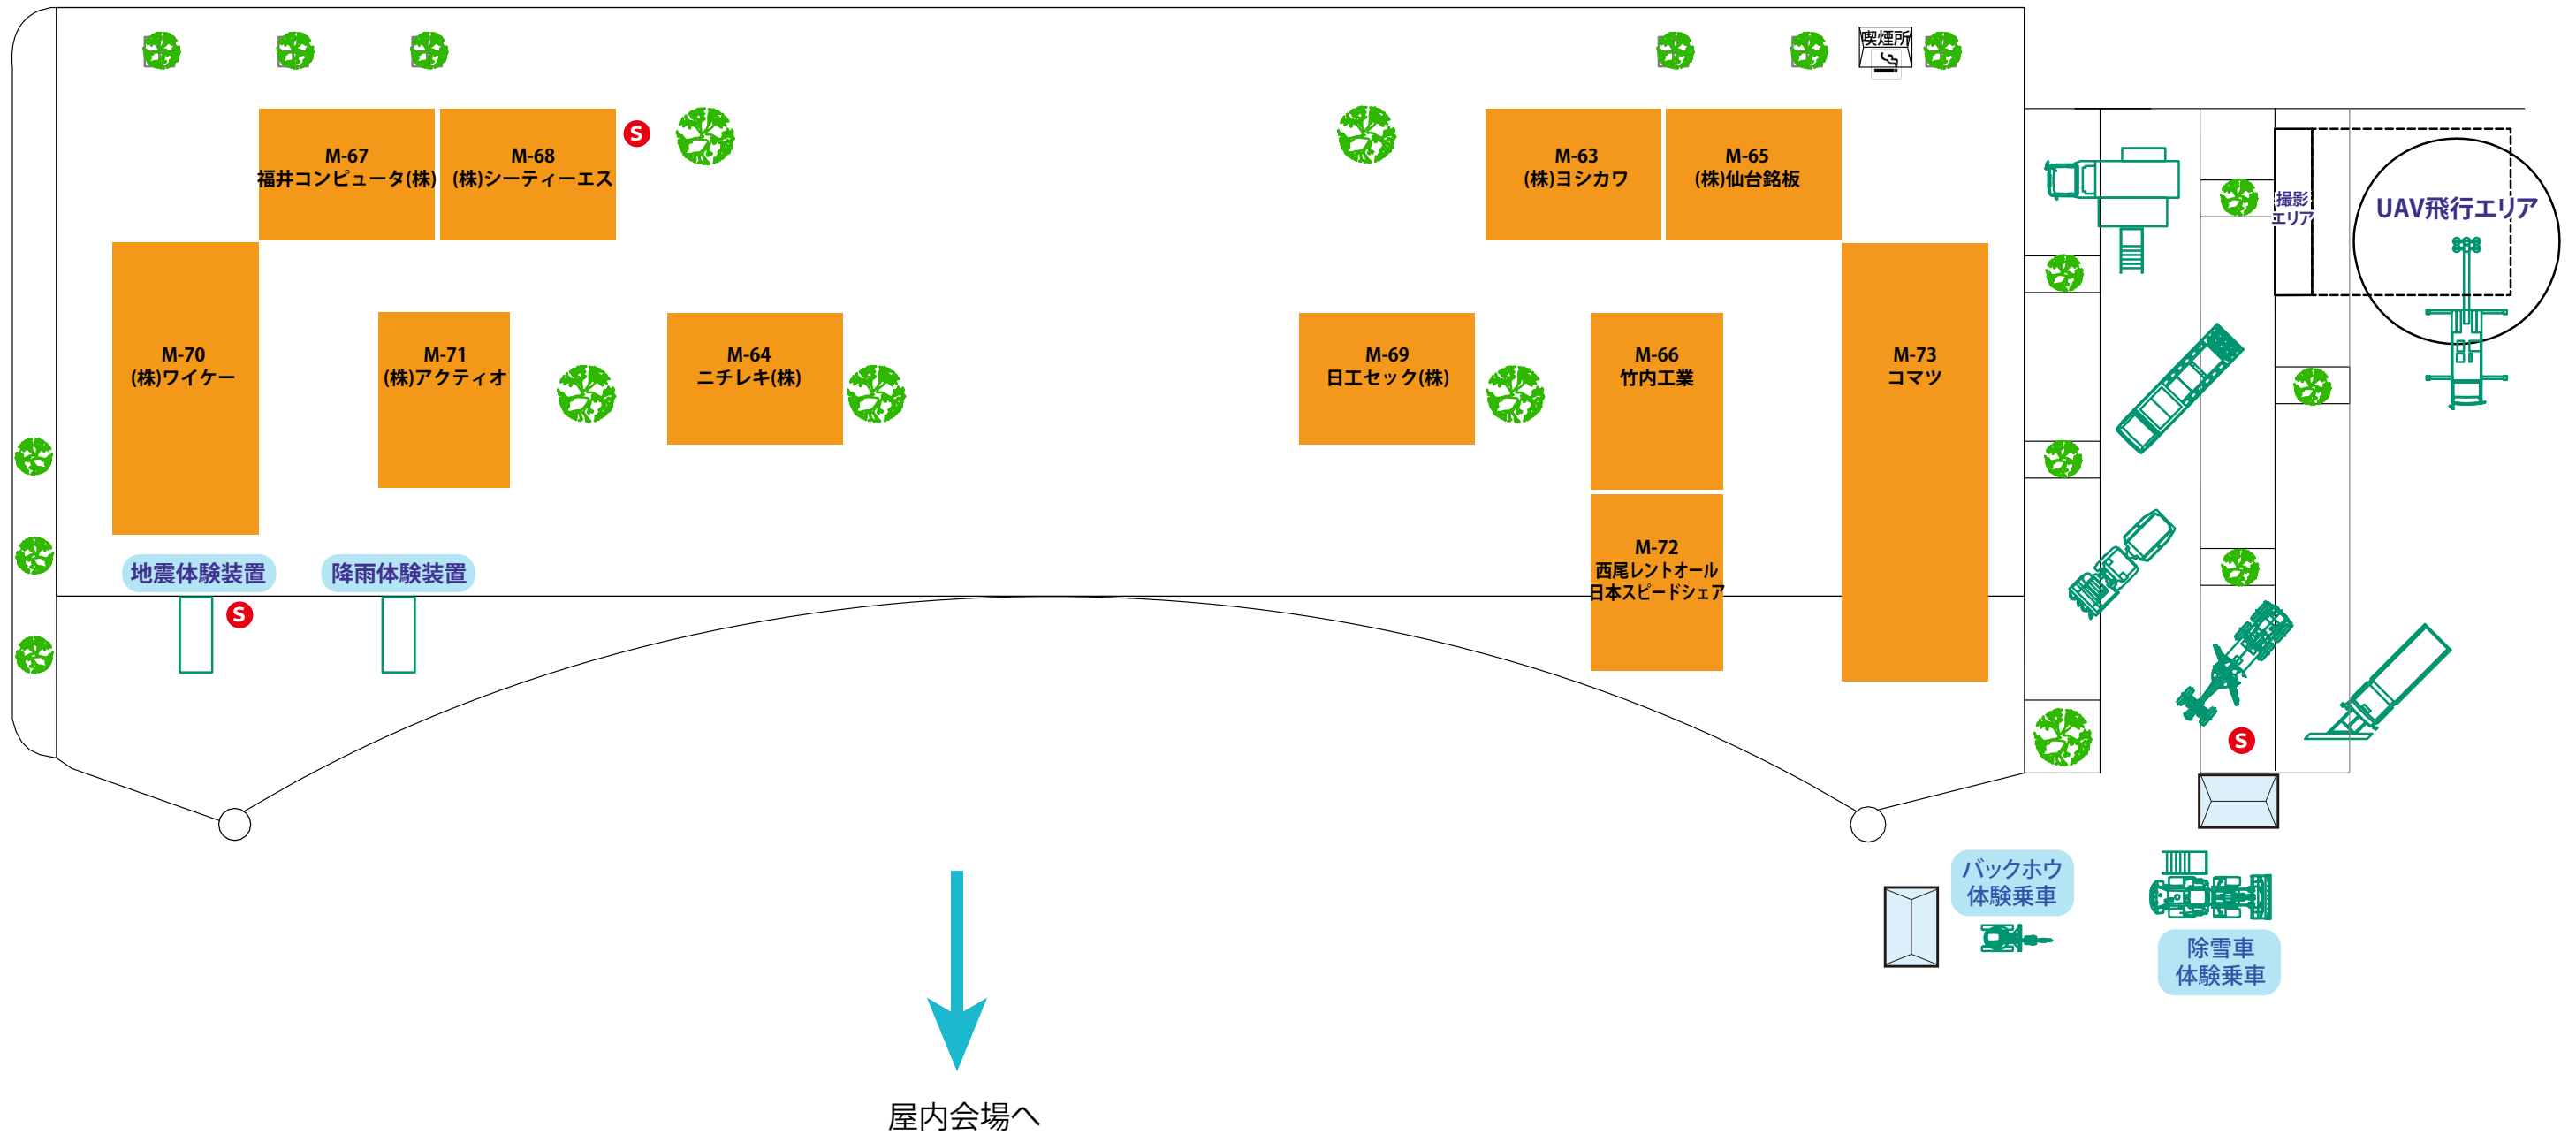 喫煙所
M-67
福井コンピュータ(株)
M-68
(株)シーティーエス
S
M-63
(株)ヨシカワ
M-65
(株)仙台銘板
撮影
エリア
UAV飛行エリア
M-70
(株)ワイケー
M-71
(株)アクティオ
M-64
ニチレキ(株)
M-69
日工セック(株)
M-66
竹内工業
M-73
コマツ
M-72
西尾レントオール
日本スピードシェア
地震体験装置
降雨体験装置
S
S
バックホウ
体験乗車
除雪車
体験乗車
屋内会場へ